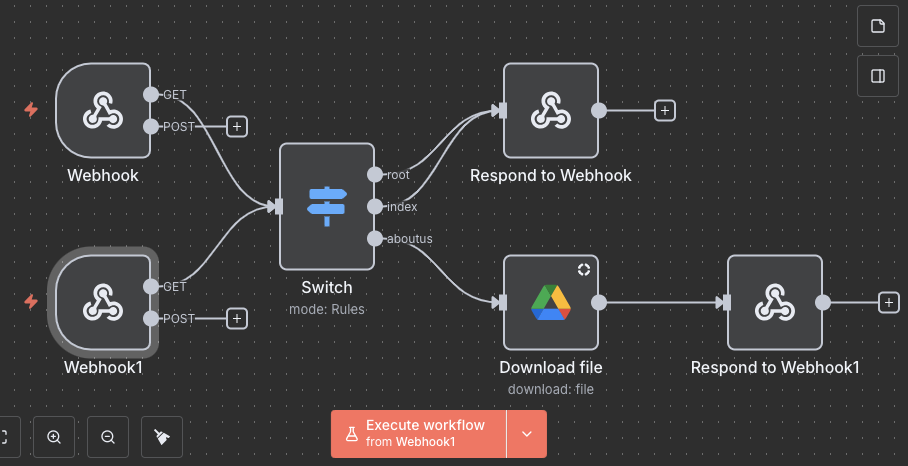 GET
POST
Webhook
root
index
aboutus
Switch
mode: Rules
Respond to Webhook
GET
POST
Webhook1
Download file
download: file
Respond to Webhook1
Execute workflow
from Webhook1